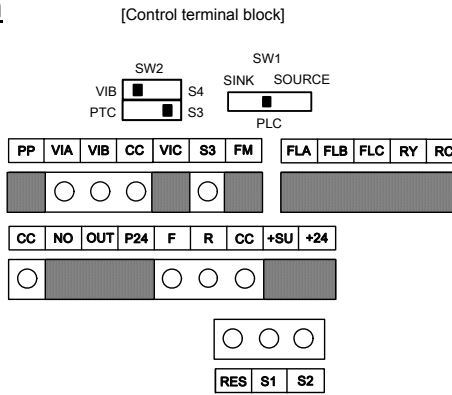 [Control terminal block]
SW2
SW1
VIB S4
SINK SOURCE
PTC S3
PLC
PP VIA VIB CC VIC S3 FM FLA FLB FLC RY RC
CC NO OUT P24 F R CC +SU +24
RES S1 S2